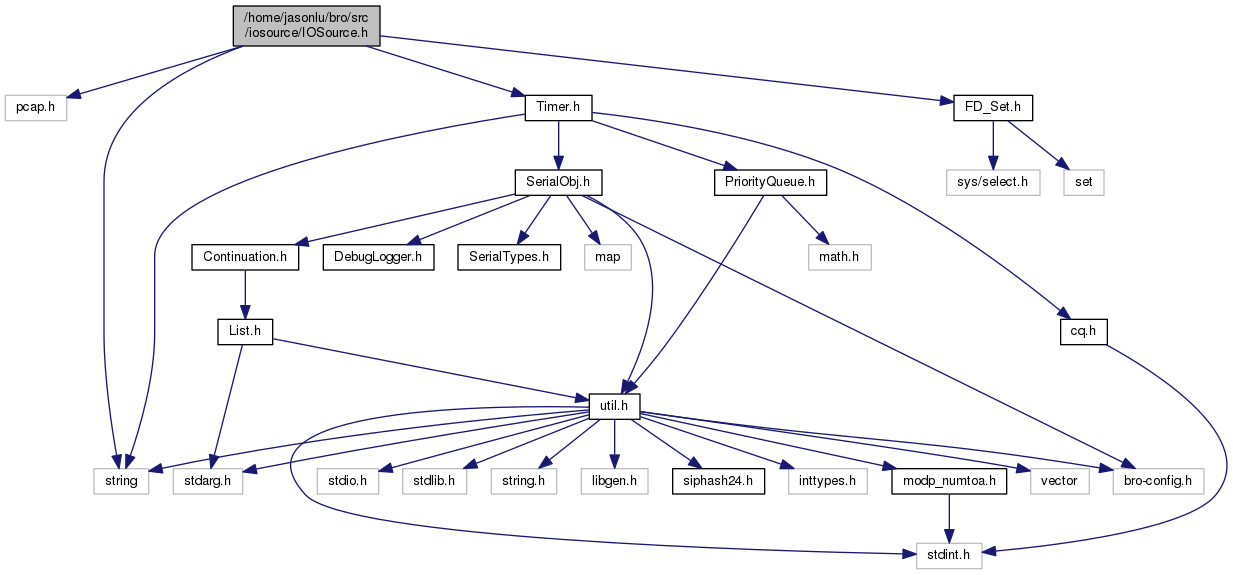 /home/jasonlu/bro/src
/iosource/IOSource.h
pcap.h
Timer.h
FD_Set.h
SerialObj.h
PriorityQueue.h
sys/select.h
set
Continuation.h
DebugLogger.h
SerialTypes.h
map
math.h
List.h
cq.h
util.h
string
stdarg.h
stdio.h
stdlib.h
string.h
libgen.h
siphash24.h
inttypes.h
modp_numtoa.h
vector
bro-config.h
stdint.h